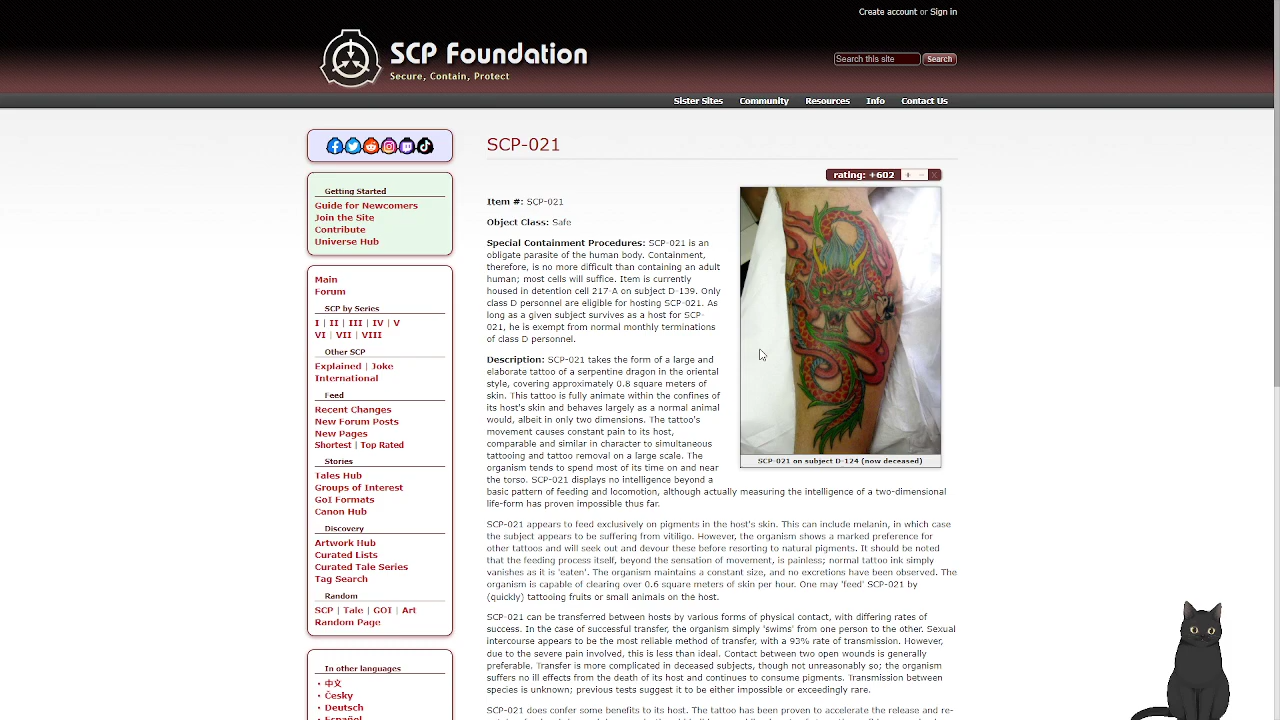 Create account or Sign in
SCP Foundation
Secure, Contain, Protect
Search this site
Search
Sister Sites Community Resources Info Contact Us
Getting Started
Guide for Newcomers
Join the Site
Contribute
Universe Hub
Main
Forum
SCP by Series
I | II | III | IV | V
VI | VII | VIII
Other SCP
Explained | Joke
International
Feed
Recent Changes
New Forum Posts
New Pages
Shortest | Top Rated
Stories
Tales Hub
Groups of Interest
GoI Formats
Canon Hub
Discovery
Artwork Hub
Curated Lists
Curated Tale Series
Tag Search
Random
SCP | Tale | GOI | Art
Random Page
In other languages
中文
Česky
Deutsch
Español
SCP-021
rating: +602 + – X
Item #: SCP-021
Object Class: Safe
Special Containment Procedures: SCP-021 is an
obligate parasite of the human body. Containment,
therefore, is no more difficult than containing an adult
human; most cells will suffice. Item is currently
housed in detention cell 217-A on subject D-139. Only
class D personnel are eligible for hosting SCP-021. As
long as a given subject survives as a host for SCP-
021, he is exempt from normal monthly terminations
of class D personnel.
Description: SCP-021 takes the form of a large and
elaborate tattoo of a serpentine dragon in the oriental
style, covering approximately 0.8 square meters of
skin. This tattoo is fully animate within the confines of
its host's skin and behaves largely as a normal animal
would, albeit in only two dimensions. The tattoo's
movement causes constant pain to its host,
comparable and similar in character to simultaneous
tattooing and tattoo removal on a large scale. The
organism tends to spend most of its time on and near
the torso. SCP-021 displays no intelligence beyond a
basic pattern of feeding and locomotion, although actually measuring the intelligence of a two-dimensional
life-form has proven impossible thus far.
SCP-021 on subject D-124 (now deceased)
SCP-021 appears to feed exclusively on pigments in the host's skin. This can include melanin, in which case
the subject appears to be suffering from vitiligo. However, the organism shows a marked preference for
other tattoos and will seek out and devour these before resorting to natural pigments. It should be noted
that the feeding process itself, beyond the sensation of movement, is painless; normal tattoo ink simply
vanishes as it is 'eaten'. The organism maintains a constant size, and no excretions have been observed. The
organism is capable of clearing over 0.6 square meters of skin per hour. One may 'feed' SCP-021 by
(quickly) tattooing fruits or small animals on the host.
SCP-021 can be transferred between hosts by various forms of physical contact, with differing rates of
success. In the case of successful transfer, the organism simply 'swims' from one person to the other. Sexual
intercourse appears to be the most reliable method of transfer, with a 93% rate of transmission. However,
due to the severe pain involved, this is less than ideal. Contact between two open wounds is generally
preferable. Transfer is more complicated in deceased subjects, though not unreasonably so; the organism
suffers no ill effects from the death of its host and continues to consume pigments. Transmission between
species is unknown; previous tests suggest it to be either impossible or exceedingly rare.
SCP-021 does confer some benefits to its host. The tattoo has been proven to accelerate the release and re-